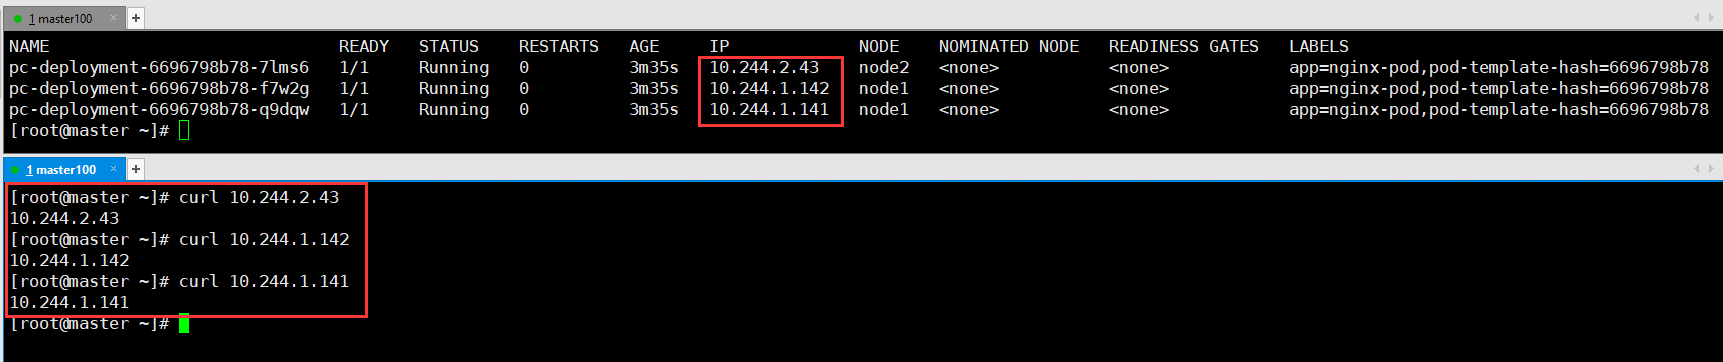 1 master100 × +
NAME READY STATUS RESTARTS AGE IP NODE NOMINATED NODE READINESS GATES LABELS
pc-deployment-6696798b78-7lms6 1/1 Running 0 3m35s 10.244.2.43 node2 <none> <none> app=nginx-pod,pod-template-hash=6696798b78
pc-deployment-6696798b78-f7w2g 1/1 Running 0 3m35s 10.244.1.142 node1 <none> <none> app=nginx-pod,pod-template-hash=6696798b78
pc-deployment-6696798b78-q9dqw 1/1 Running 0 3m35s 10.244.1.141 node1 <none> <none> app=nginx-pod,pod-template-hash=6696798b78
[root@master ~]#
1 master100 × +
[root@master ~]# curl 10.244.2.43
10.244.2.43
[root@master ~]# curl 10.244.1.142
10.244.1.142
[root@master ~]# curl 10.244.1.141
10.244.1.141
[root@master ~]#